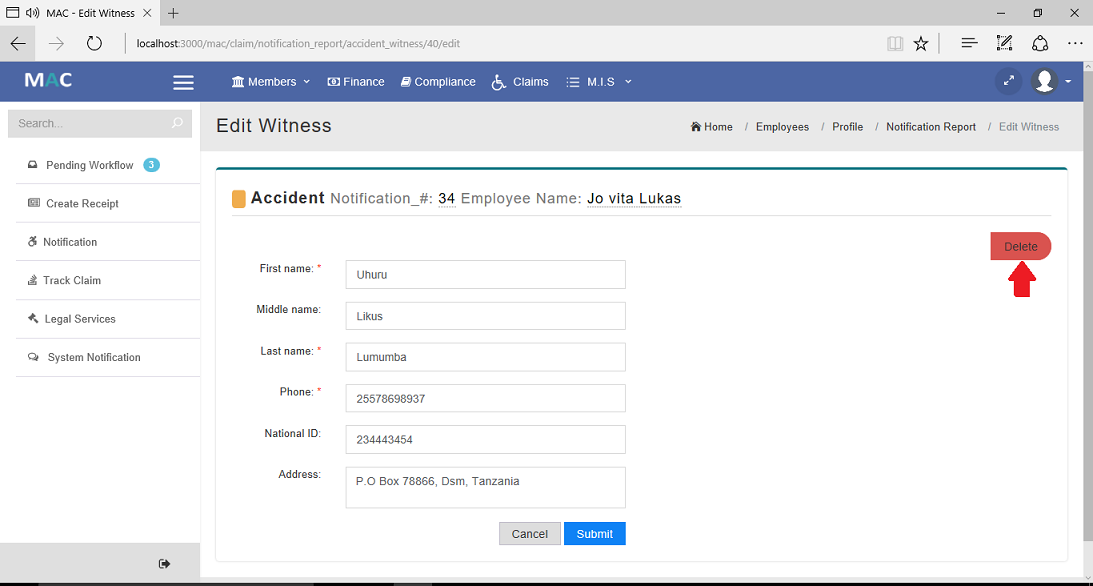 MAC - Edit Witness
localhost:3000/mac/claim/notification_report/accident_witness/40/edit
MAC Members Finance Compliance Claims M.I.S
Search...
Edit Witness
Home / Employees / Profile / Notification Report / Edit Witness
Pending Workflow 3
Create Receipt
Notification
Track Claim
Legal Services
System Notification
Accident Notification_#: 34 Employee Name: Jo vita Lukas
Delete
First name: * Uhuru
Middle name: Likus
Last name: * Lumumba
Phone: * 25578698937
National ID: 234443454
Address: P.O Box 78866, Dsm, Tanzania
Cancel Submit